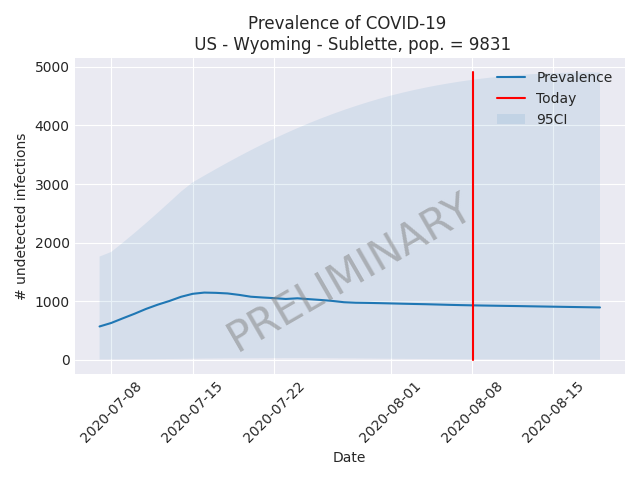 Prevalence of COVID-19
US - Wyoming - Sublette, pop. = 9831
5000
4000
3000
2000
1000
0
# undetected infections
Prevalence
Today
95CI
PRELIMINARY
2020-07-08
2020-07-15
2020-07-22
2020-08-01
2020-08-08
2020-08-15
Date